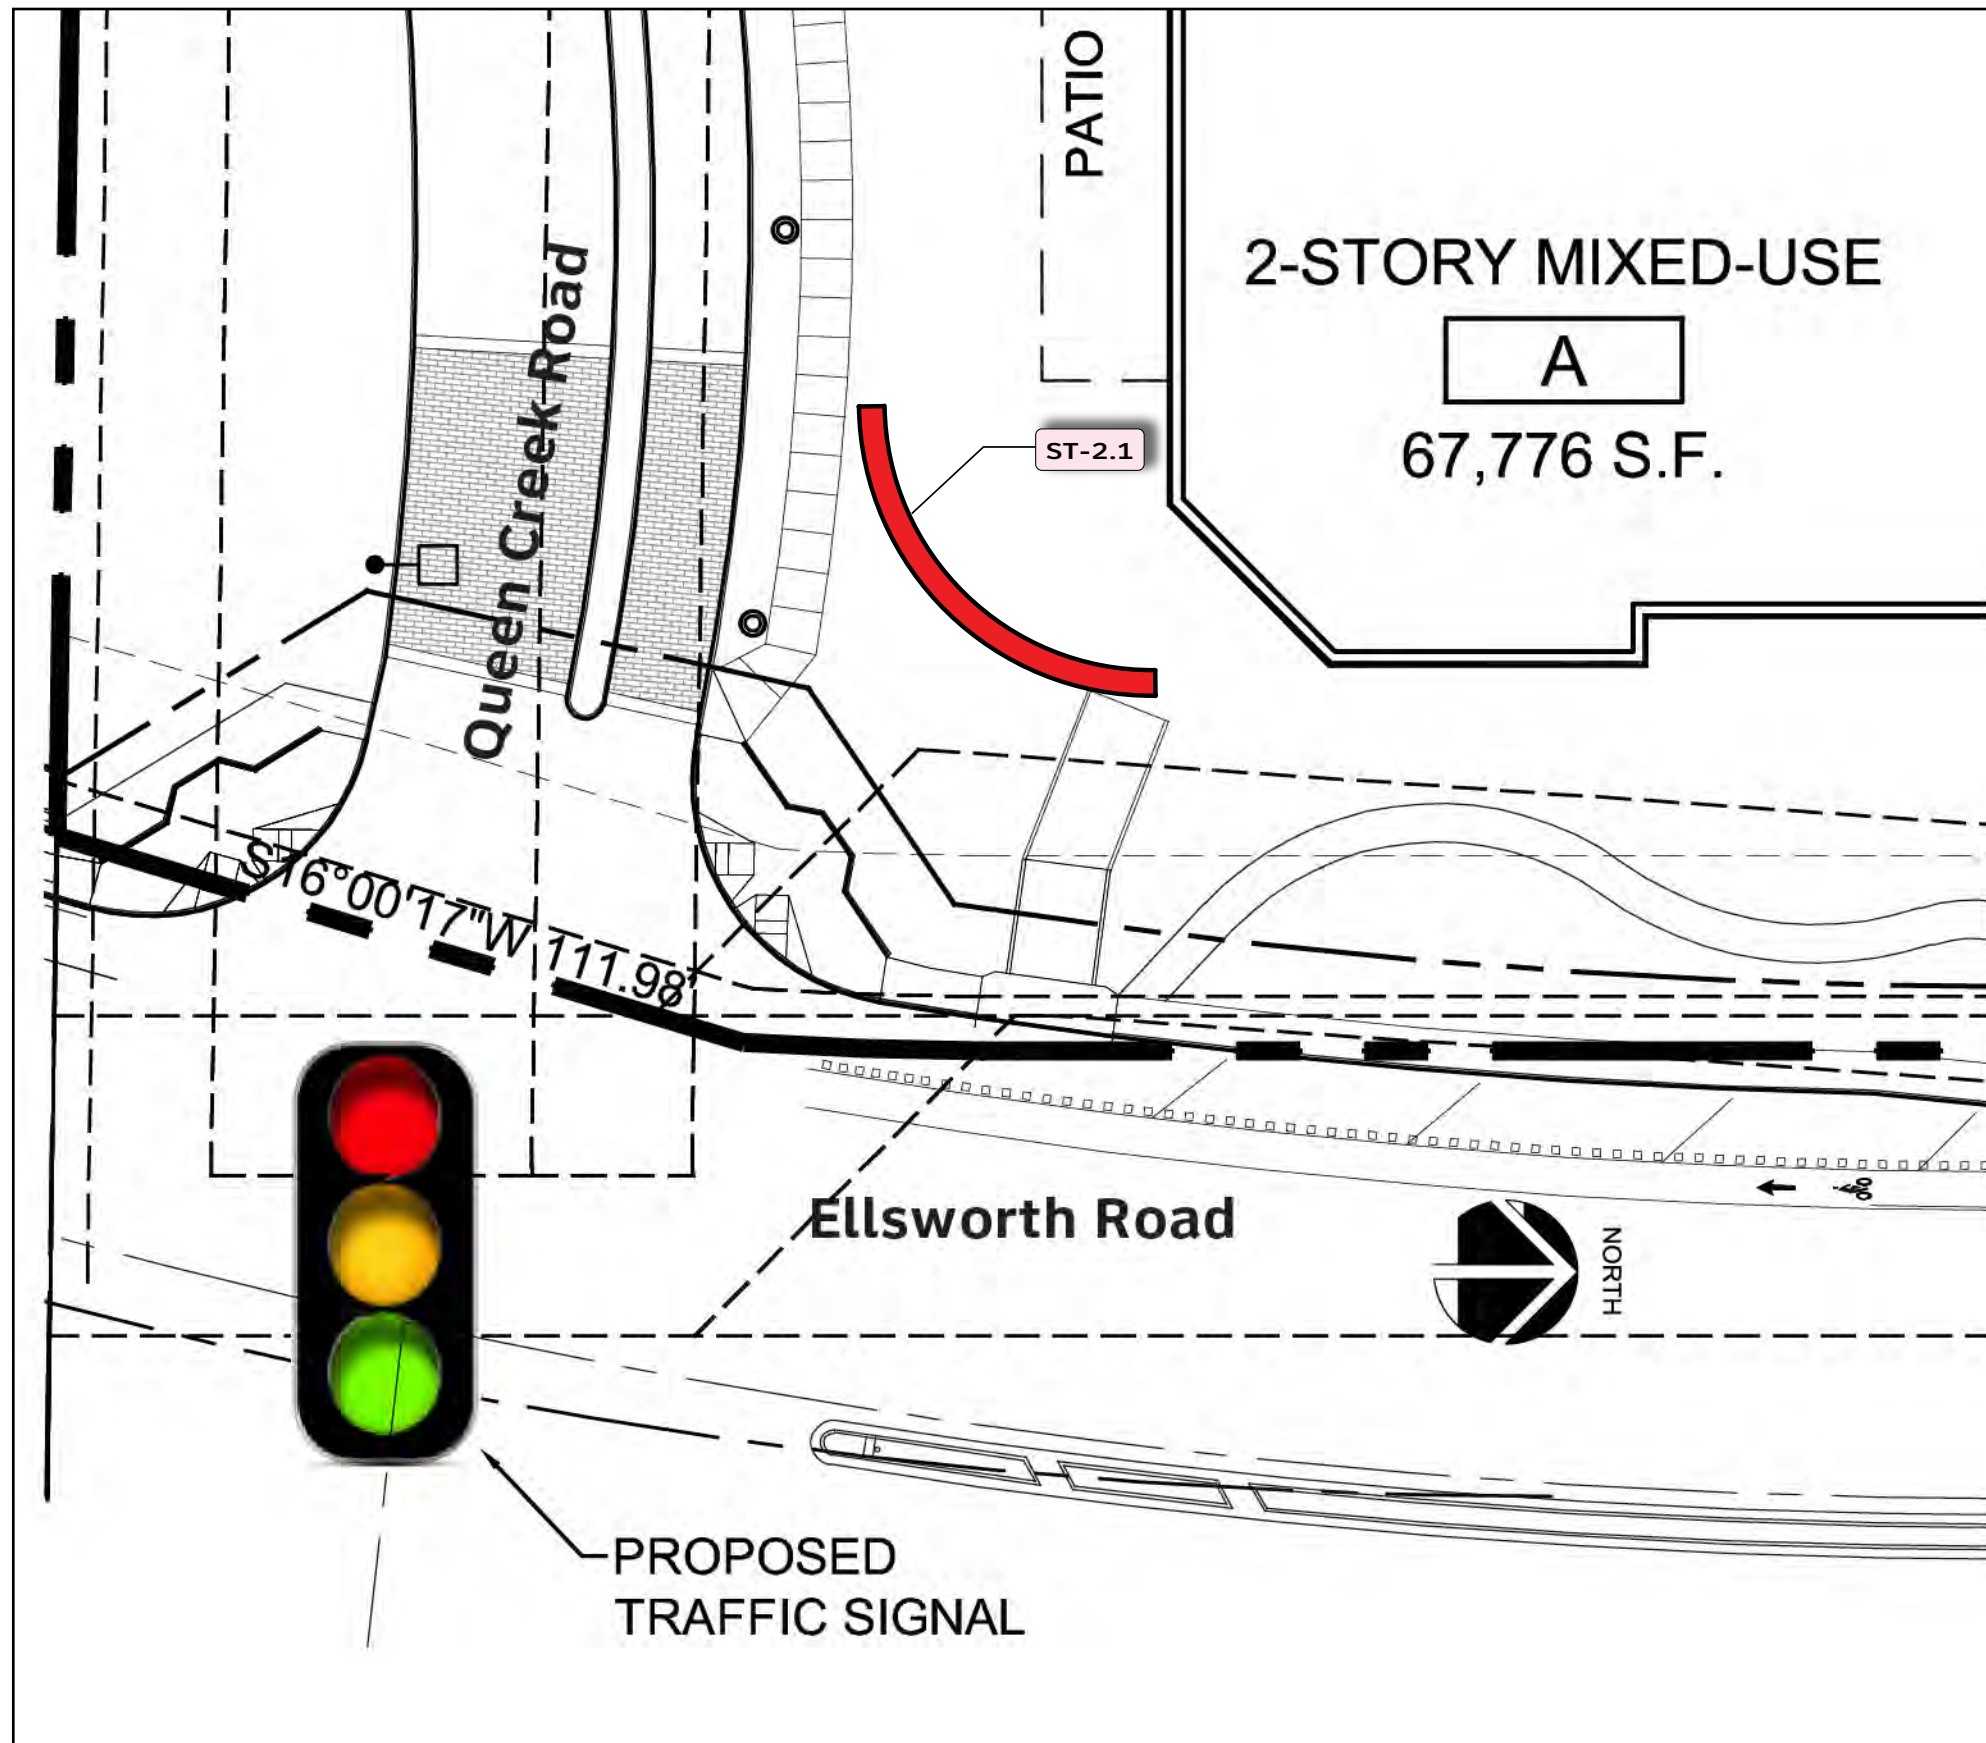 PATIO
2-STORY MIXED-USE
A
67,776 S.F.
ST-2.1
Queen Creek Road
S 16°00'17"W 111.98'
Ellsworth Road
NORTH
PROPOSED
TRAFFIC SIGNAL